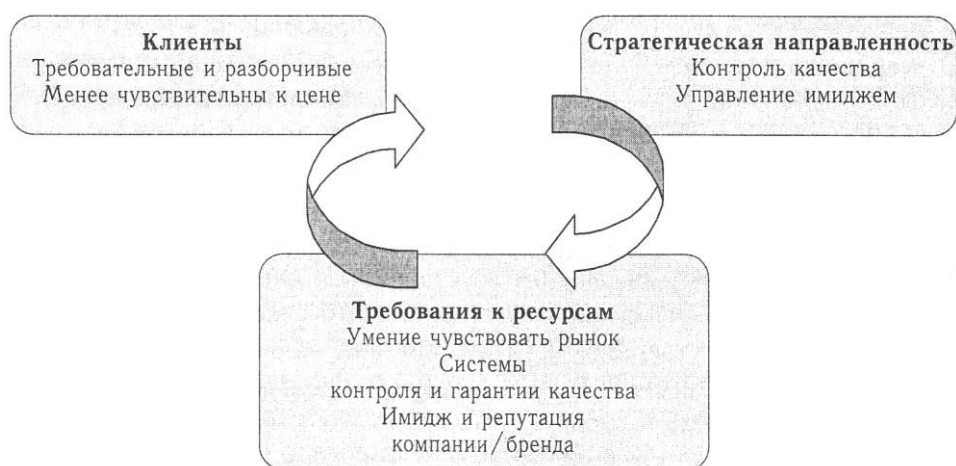 Клиенты
Требовательные и разборчивые
Менее чувствительны к цене
Стратегическая направленность
Контроль качества
Управление имиджем
Требования к ресурсам
Умение чувствовать рынок
Системы
контроля и гарантии качества
Имидж и репутация
компании/бренда